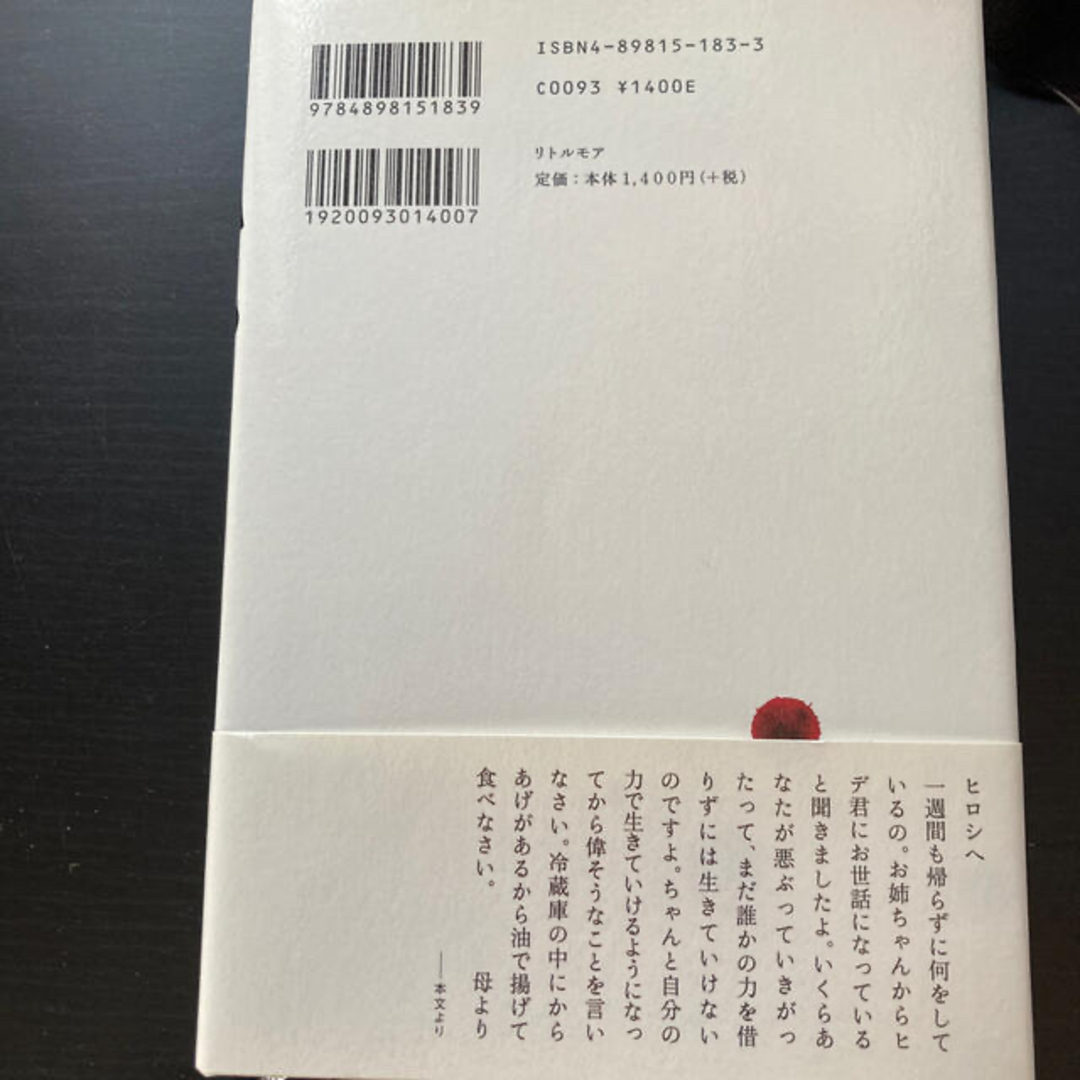 ISBN4-89815-183-3
9784898151839
C0093 ¥1400E
リトルモア
定価：本体1,400円（＋税）
1920093014007
ヒロシへ
一週間も帰らずに何をして
いるの。お姉ちゃんからヒ
デ君にお世話になっている
と聞きましたよ。いくらあ
なたが悪ぶっていきがっ
たって、まだ誰かの力を借
りずには生きていけない
のですよ。ちゃんと自分の
力で生きていけるようになっ
てから偉そうなことを言い
なさい。冷蔵庫の中にから
あげがあるから油で揚げて
食べなさい。 母より
――本文より